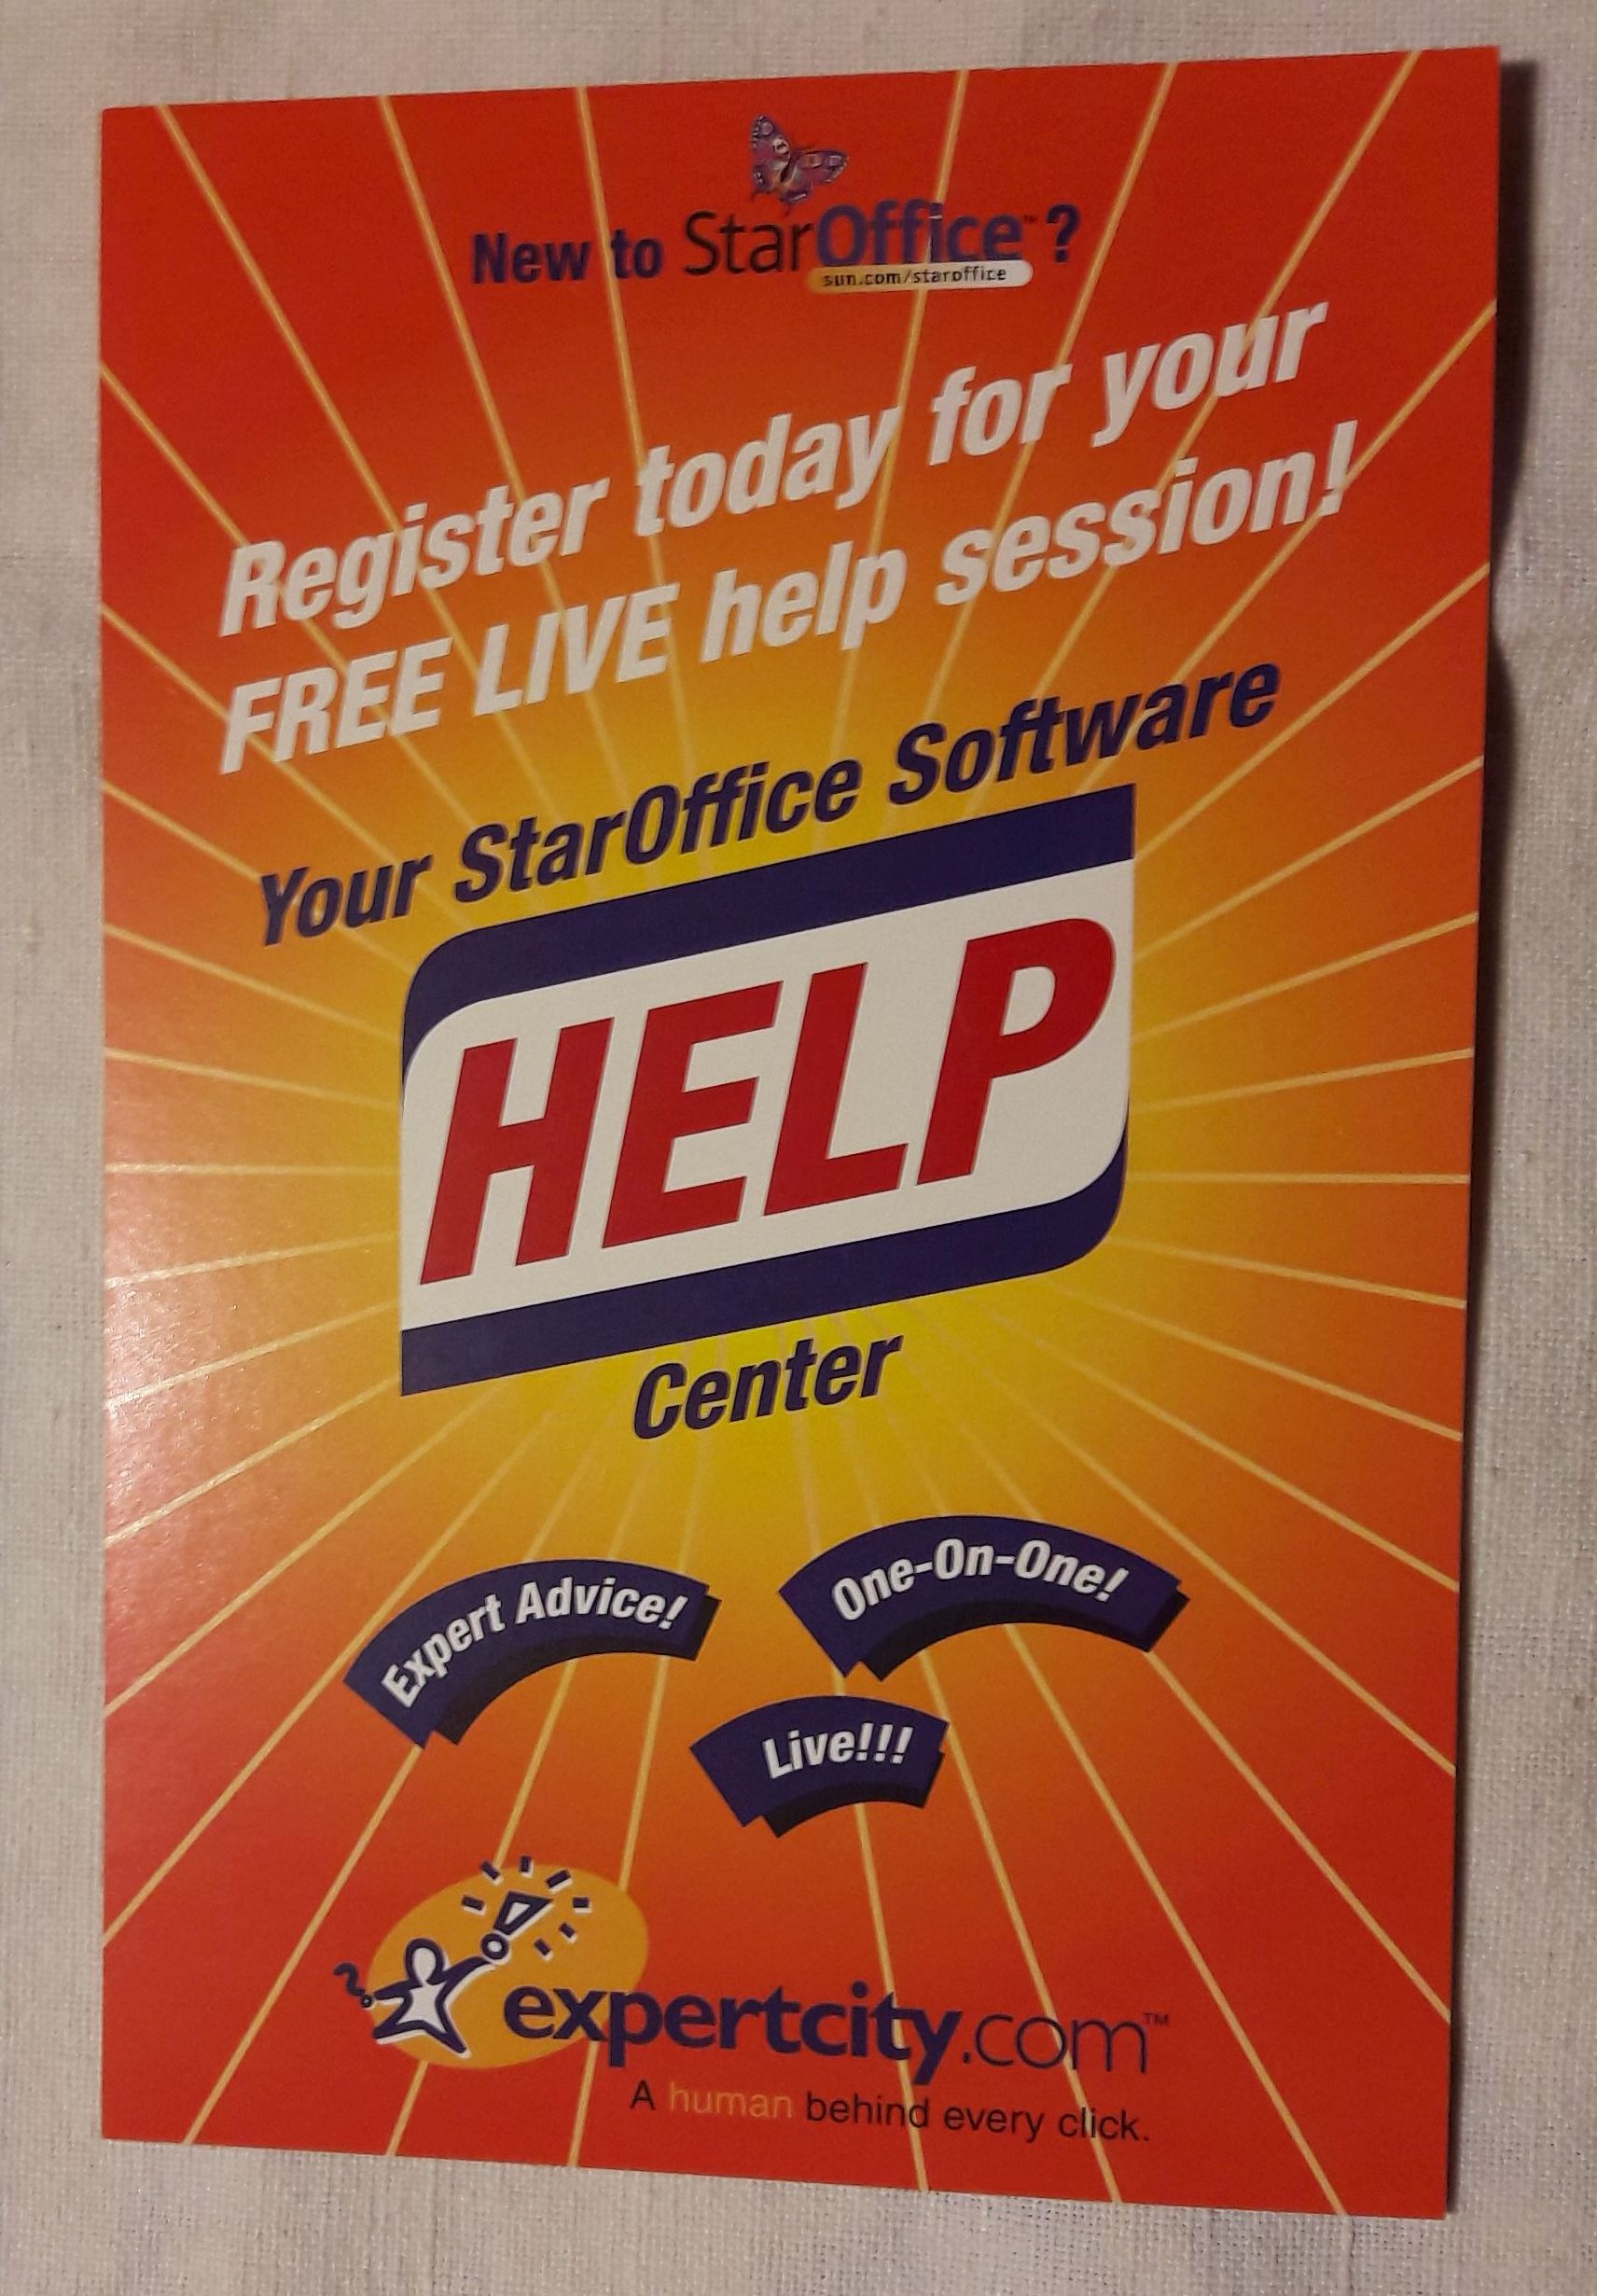 New to StarOffice™?
sun.com/staroffice
Register today for your
FREE LIVE help session!
Your StarOffice Software
HELP
Center
Expert Advice!
One-On-One!
Live!!!
?
expertcity.com™
A human behind every click.